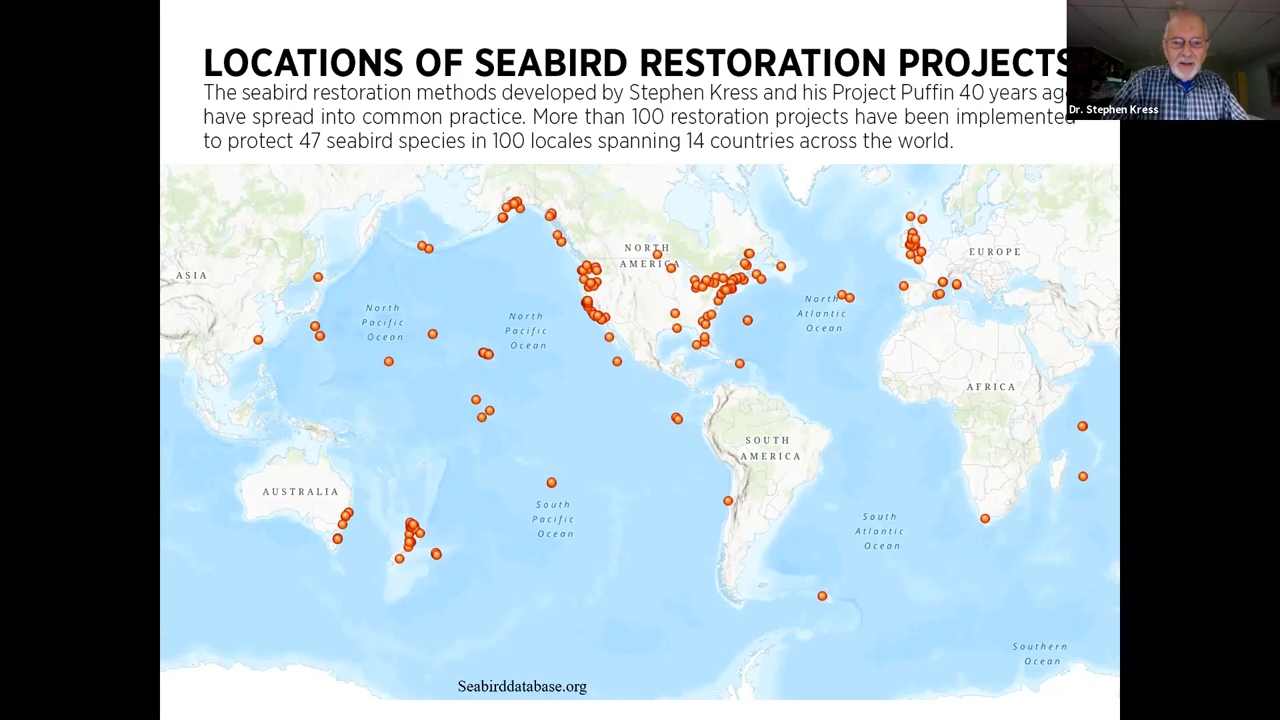 LOCATIONS OF SEABIRD RESTORATION PROJECTS
The seabird restoration methods developed by Stephen Kress and his Project Puffin 40 years ag
have spread into common practice. More than 100 restoration projects have been implemented
to protect 47 seabird species in 100 locales spanning 14 countries across the world.
Dr. Stephen Kress
NORTH
AMERICA
EUROPE
ASIA
North
Pacific
Ocean
North
Pacific
Ocean
North
Atlantic
Ocean
AFRICA
SOUTH
AMERICA
AUSTRALIA
South
Pacific
Ocean
South
Atlantic
Ocean
Southern
Ocean
Seabirddatabase.org